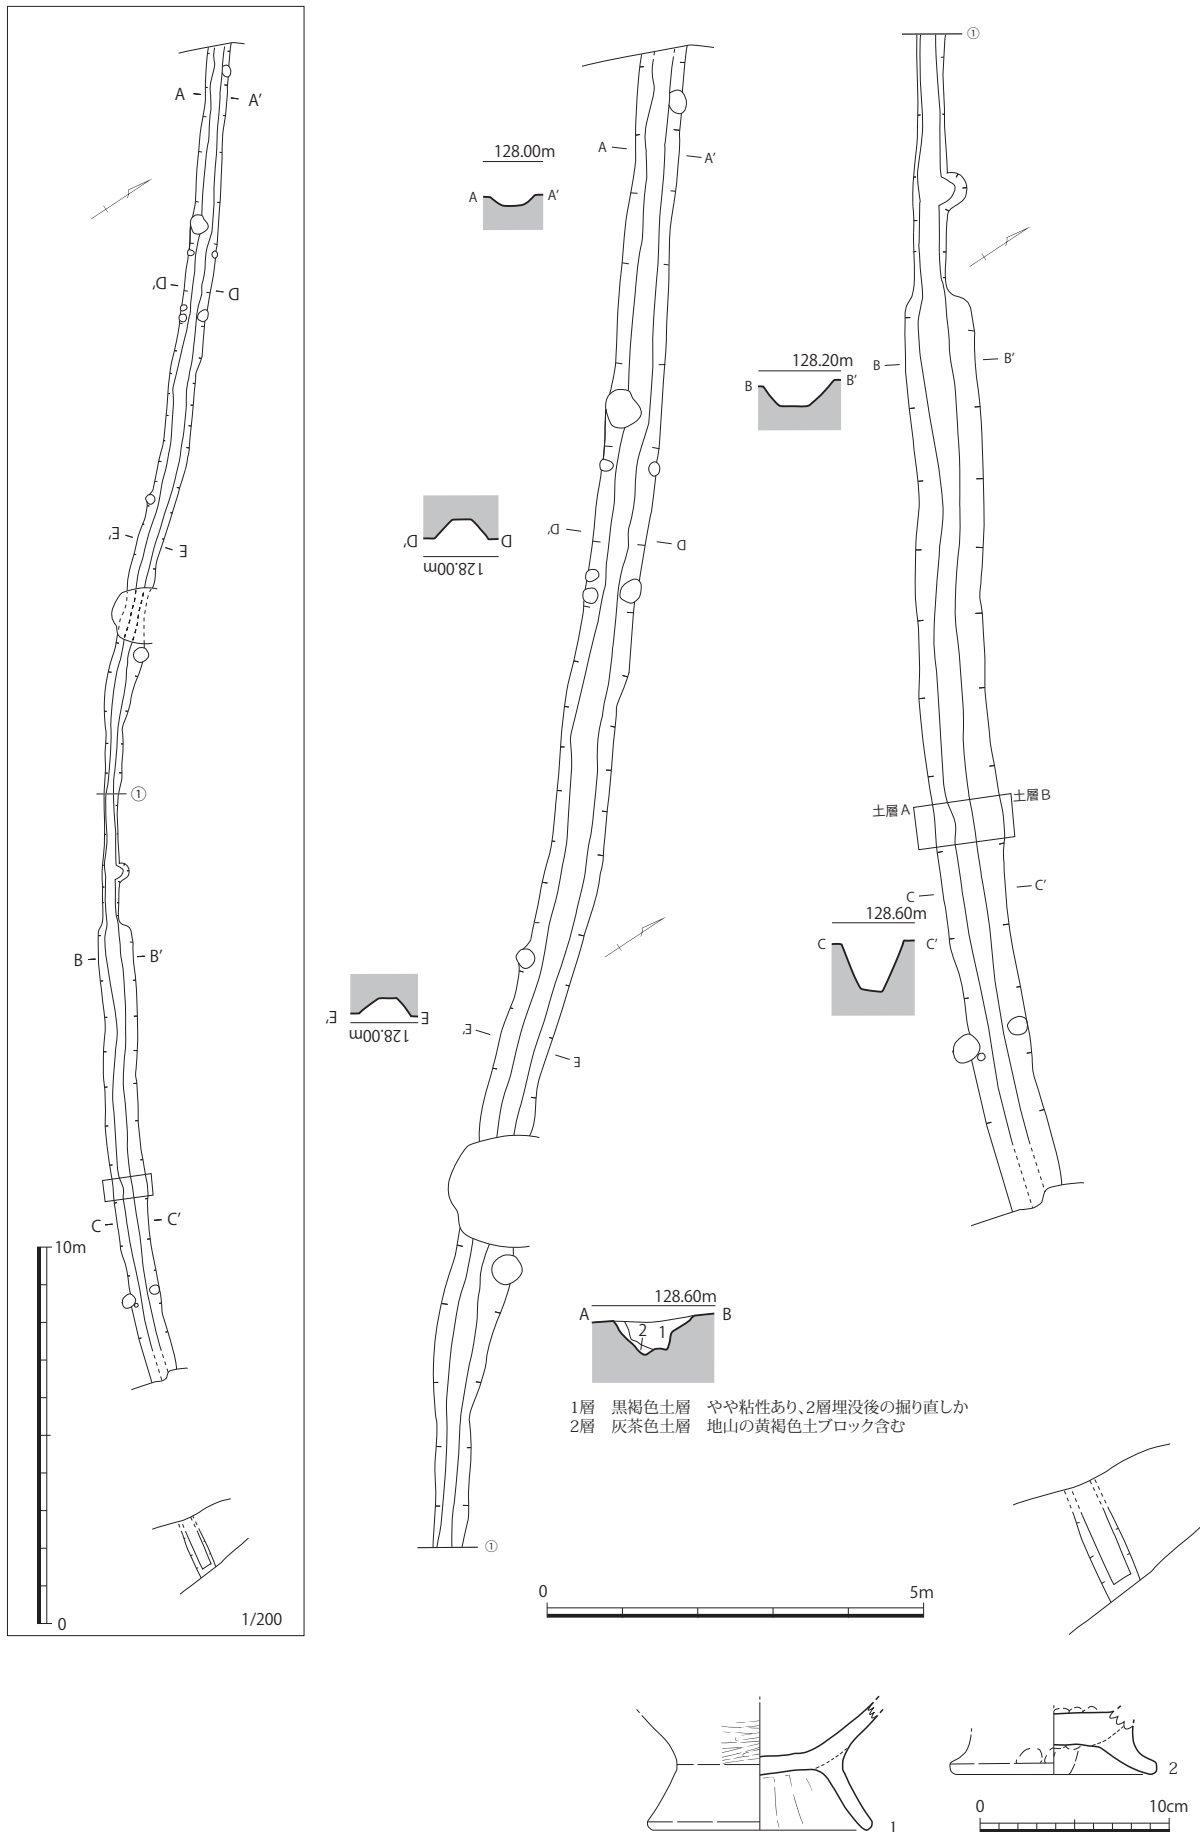 A
A’
D’
D
E’
E
①
B
B’
C
C’
10m
0
1/200
128.00m
A
A’
A
A’
D’
D
128.00m
D’
D
E’
E
128.00m
E’
E
①
①
128.20m
B
B’
B
B’
土層A
土層B
C
C’
128.60m
C
C’
128.60m
A
B
2
1
1層 黒褐色土層 やや粘性あり、2層埋没後の掘り直しか
2層 灰茶色土層 地山の黄褐色土ブロック含む
0
5m
1
2
0
10cm